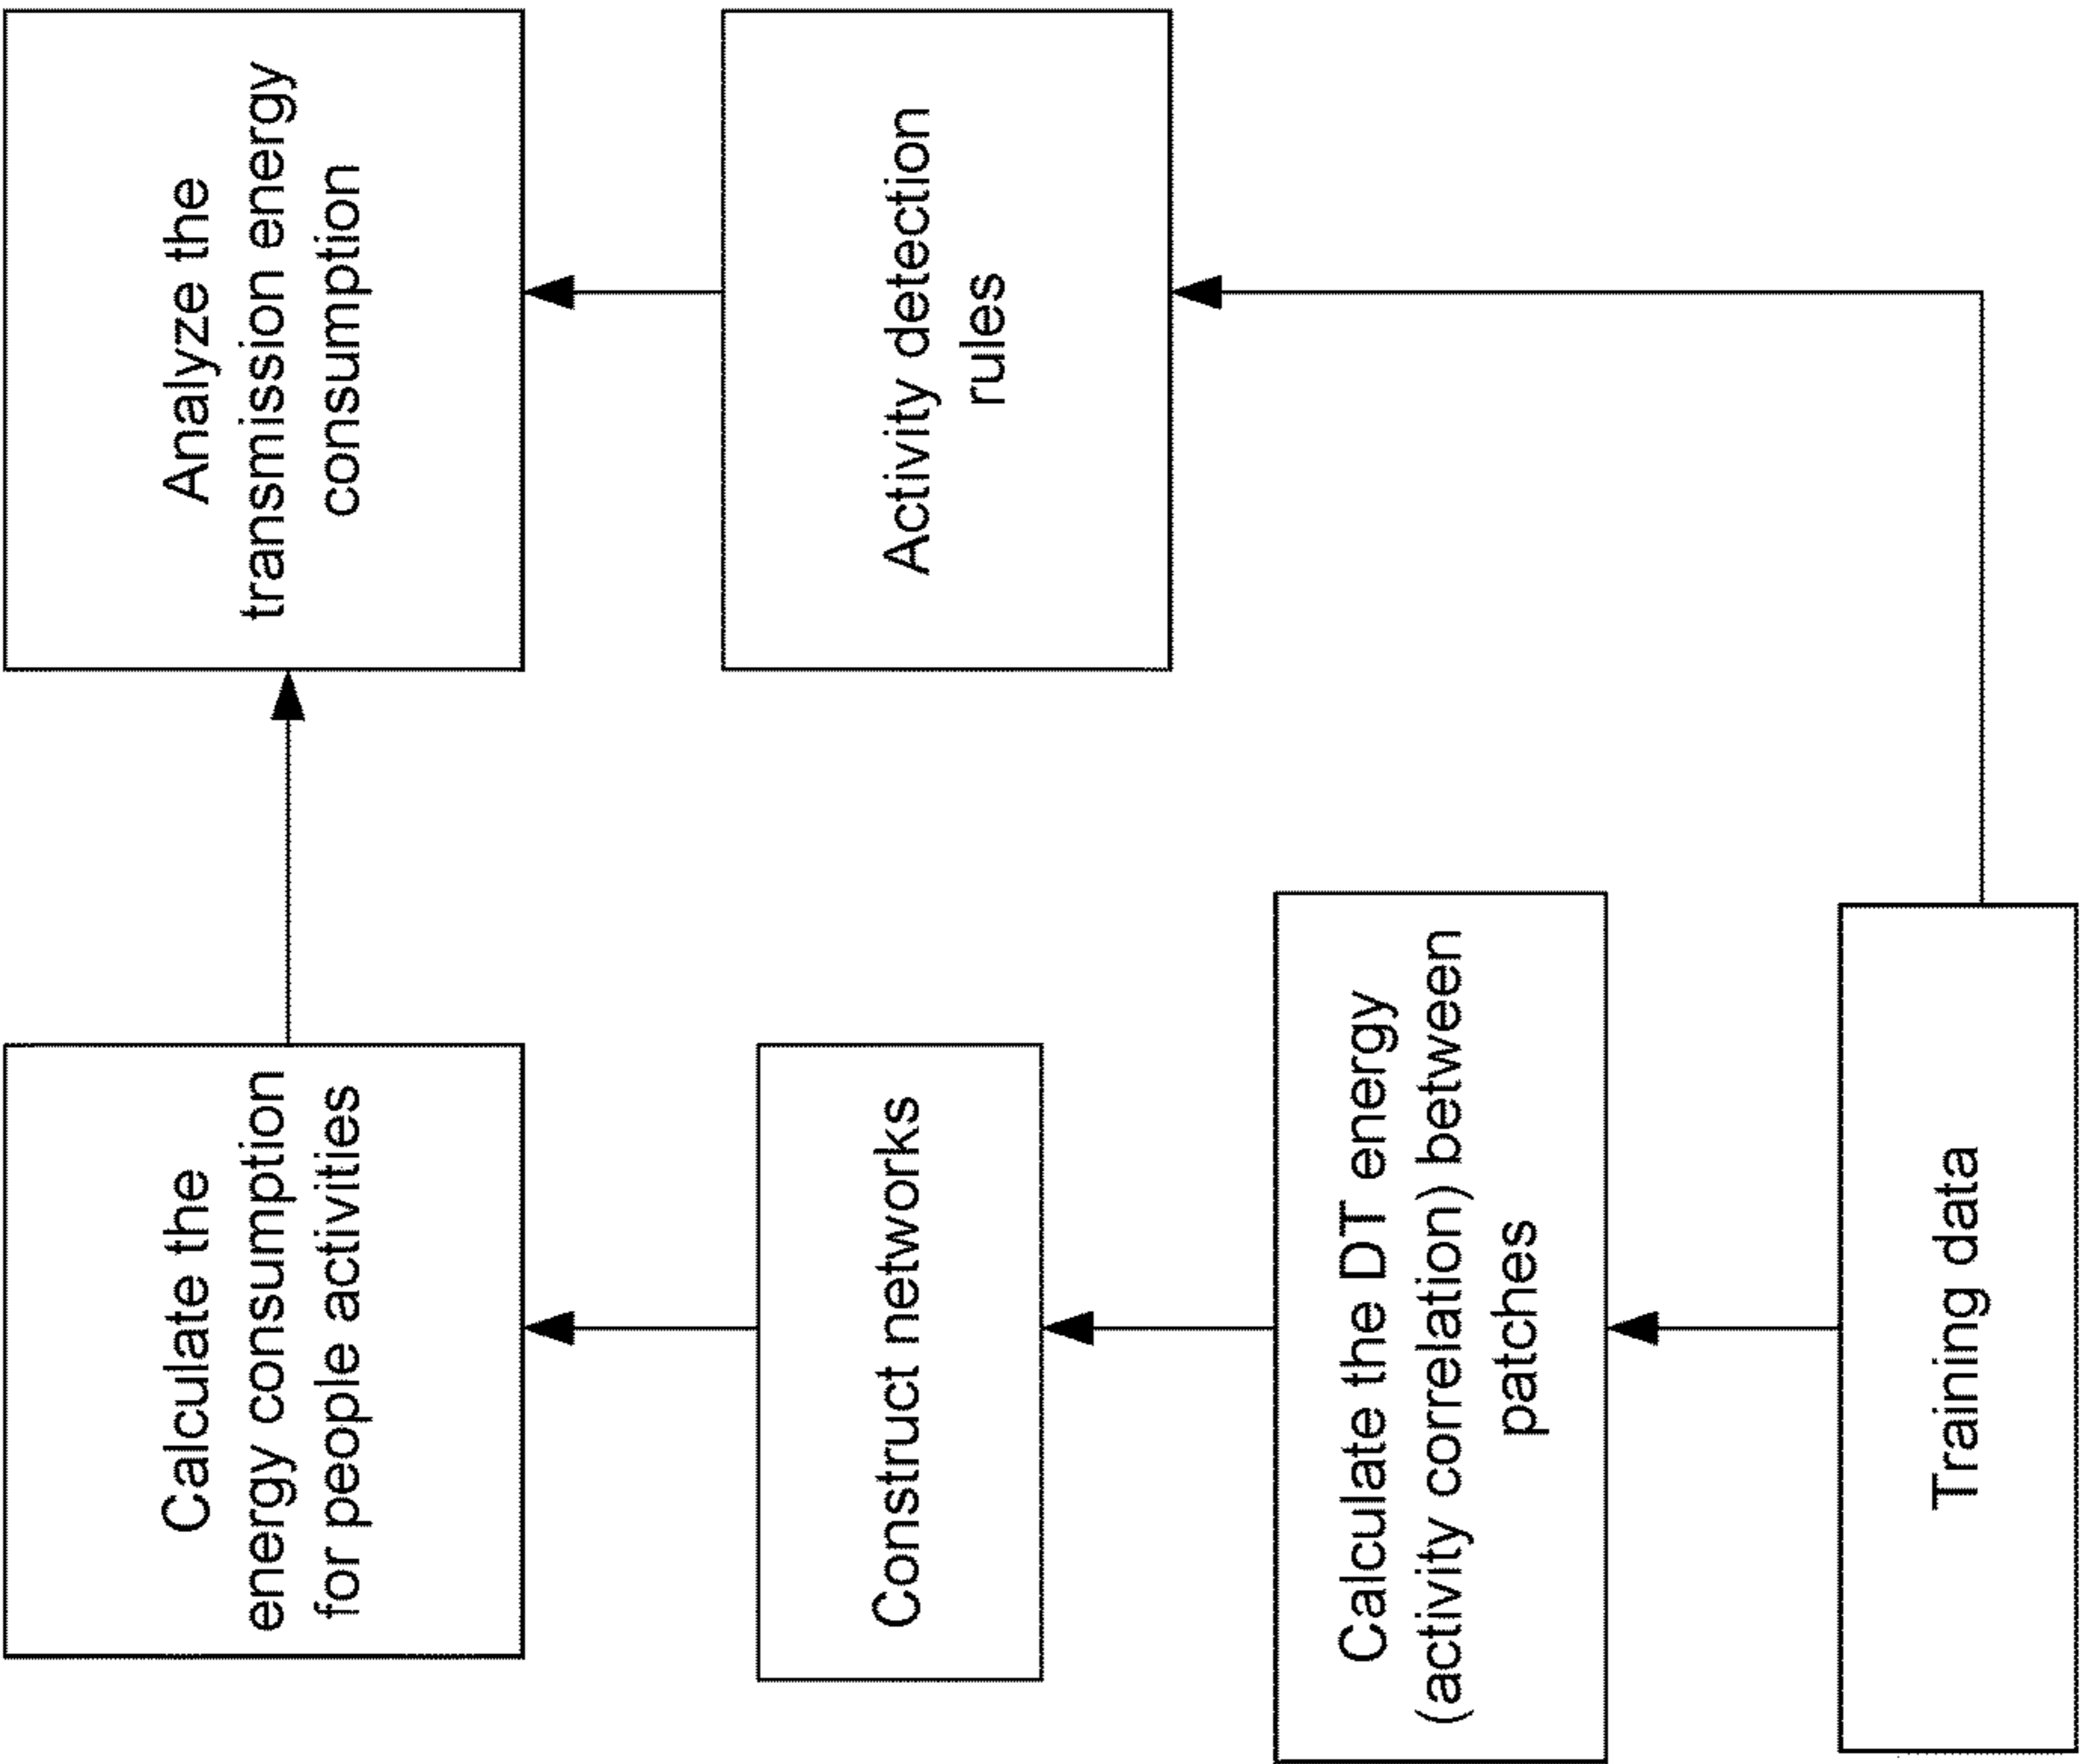 Calculate the
energy consumption
for people activities
Analyze the
transmission energy
consumption
Construct networks
Activity detection
rules
Calculate the DT energy
(activity correlation) between
patches
Training data